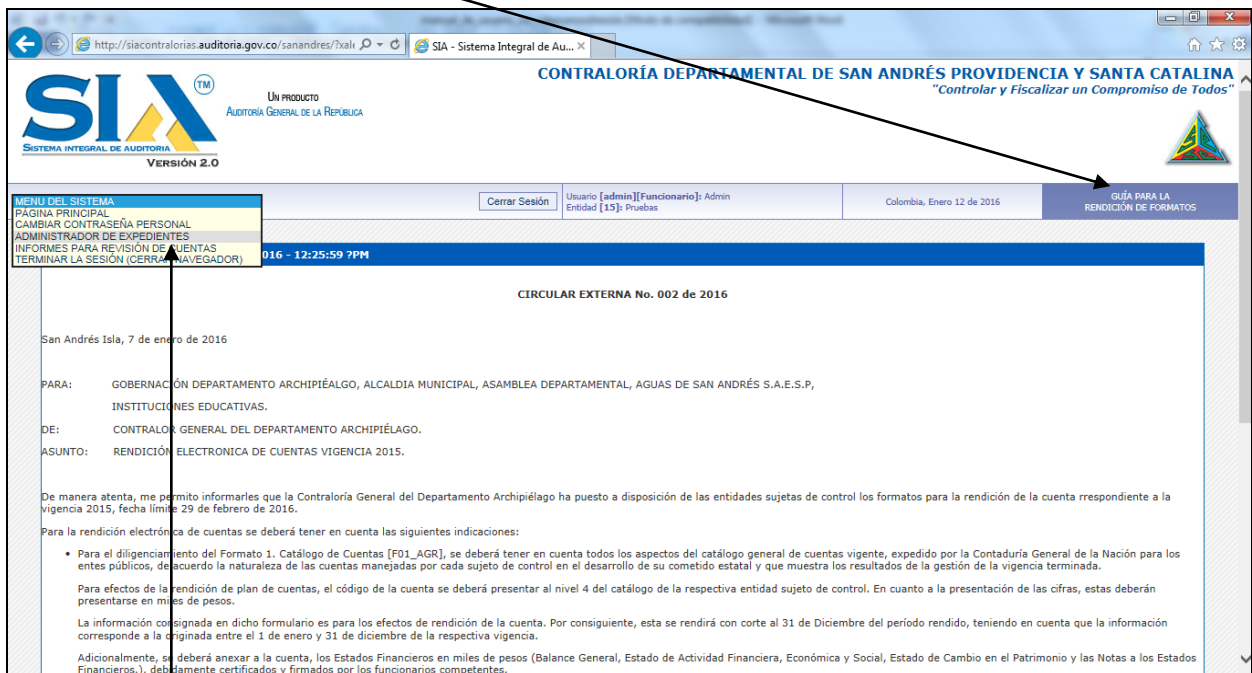 http://siacontralorias.auditoria.gov.co/sanandres/?xale
SIA - Sistema Integral de Au...
CONTRALORÍA DEPARTAMENTAL DE SAN ANDRÉS PROVIDENCIA Y SANTA CATALINA
"Controlar y Fiscalizar un Compromiso de Todos"
SIA TM
UN PRODUCTO
AUDITORÍA GENERAL DE LA REPÚBLICA
SISTEMA INTEGRAL DE AUDITORIA
VERSIÓN 2.0
MENU DEL SISTEMA
PÁGINA PRINCIPAL
CAMBIAR CONTRASEÑA PERSONAL
ADMINISTRADOR DE EXPEDIENTES
INFORMES PARA REVISIÓN DE CUENTAS
TERMINAR LA SESIÓN (CERRAR NAVEGADOR)
Cerrar Sesión
Usuario [admin][Funcionario]: Admin
Entidad [15]: Pruebas
Colombia, Enero 12 de 2016
GUÍA PARA LA
RENDICIÓN DE FORMATOS
016 - 12:25:59 ?PM
CIRCULAR EXTERNA No. 002 de 2016
San Andrés Isla, 7 de enero de 2016
PARA: GOBERNACIÓN DEPARTAMENTO ARCHIPIÉALGO, ALCALDIA MUNICIPAL, ASAMBLEA DEPARTAMENTAL, AGUAS DE SAN ANDRÉS S.A.E.S.P,
INSTITUCIONES EDUCATIVAS.
DE: CONTRALOR GENERAL DEL DEPARTAMENTO ARCHIPIÉLAGO.
ASUNTO: RENDICIÓN ELECTRONICA DE CUENTAS VIGENCIA 2015.
De manera atenta, me permito informarles que la Contraloría General del Departamento Archipiélago ha puesto a disposición de las entidades sujetas de control los formatos para la rendición de la cuenta rrespondiente a la
vigencia 2015, fecha límite 29 de febrero de 2016.
Para la rendición electrónica de cuentas se deberá tener en cuenta las siguientes indicaciones:
• Para el diligenciamiento del Formato 1. Catálogo de Cuentas [F01_AGR], se deberá tener en cuenta todos los aspectos del catálogo general de cuentas vigente, expedido por la Contaduría General de la Nación para los
entes públicos, de acuerdo la naturaleza de las cuentas manejadas por cada sujeto de control en el desarrollo de su cometido estatal y que muestra los resultados de la gestión de la vigencia terminada.
Para efectos de la rendición de plan de cuentas, el código de la cuenta se deberá presentar al nivel 4 del catálogo de la respectiva entidad sujeto de control. En cuanto a la presentación de las cifras, estas deberán
presentarse en miles de pesos.
La información consignada en dicho formulario es para los efectos de rendición de la cuenta. Por consiguiente, esta se rendirá con corte al 31 de Diciembre del período rendido, teniendo en cuenta que la información
corresponde a la originada entre el 1 de enero y 31 de diciembre de la respectiva vigencia.
Adicionalmente, se deberá anexar a la cuenta, los Estados Financieros en miles de pesos (Balance General, Estado de Actividad Financiera, Económica y Social, Estado de Cambio en el Patrimonio y las Notas a los Estados
Financieros.), debidamente certificados y firmados por los funcionarios competentes.